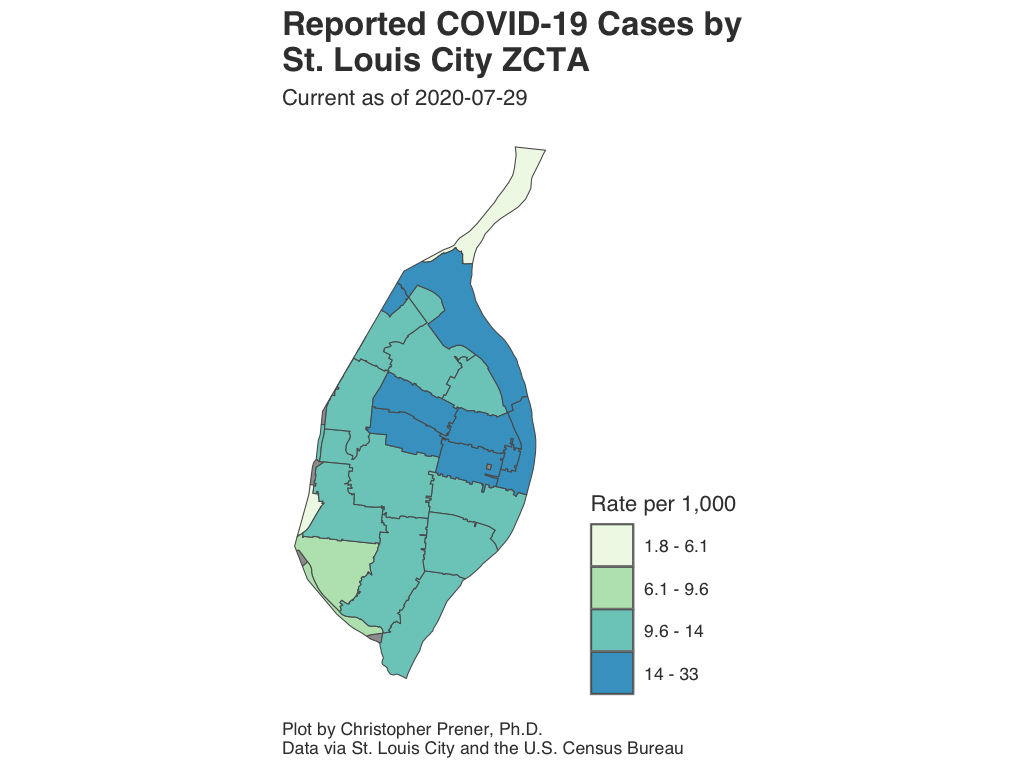 Reported COVID-19 Cases by
St. Louis City ZCTA
Current as of 2020-07-29
Rate per 1,000
1.8 - 6.1
6.1 - 9.6
9.6 - 14
14 - 33
Plot by Christopher Prener, Ph.D.
Data via St. Louis City and the U.S. Census Bureau